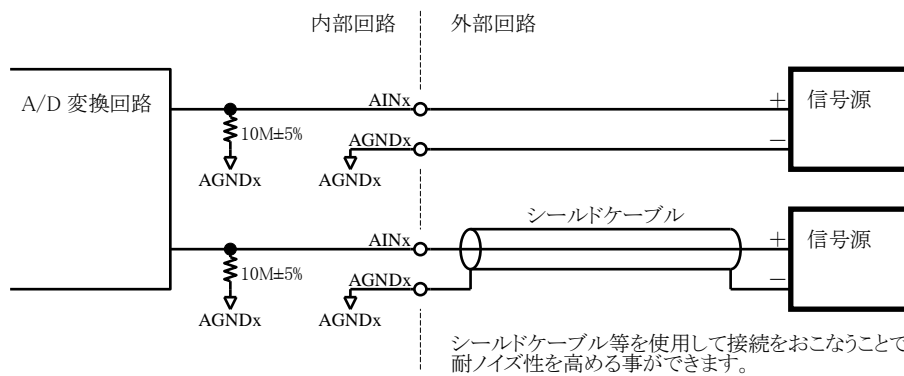 内部回路
外部回路
A/D 変換回路
AINx
+
信号源
10M±5%
AGNDx
−
AGNDx
AGNDx
シールドケーブル
AINx
+
信号源
10M±5%
AGNDx
−
AGNDx
AGNDx
シールドケーブル等を使用して接続をおこなうことで
耐ノイズ性を高める事ができます。